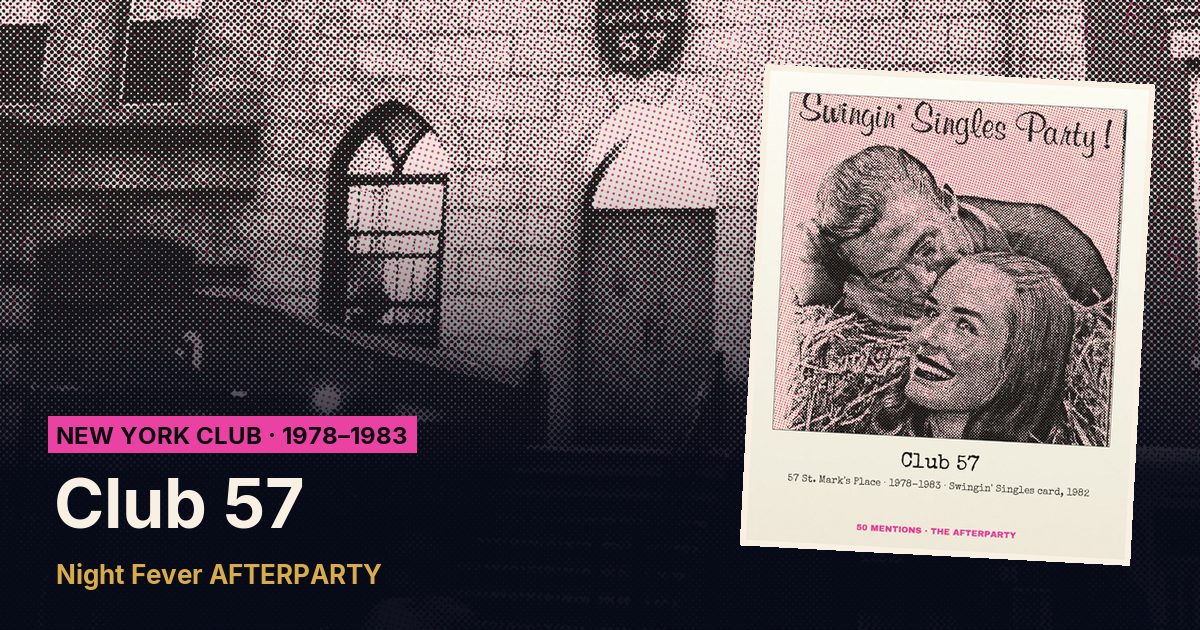 57
NEW YORK CLUB · 1978–1983
Club 57
Night Fever AFTERPARTY
Swingin' Singles Party!
Club 57
57 St. Mark's Place · 1978–1983 · Swingin' Singles card, 1982
50 MENTIONS · THE AFTERPARTY